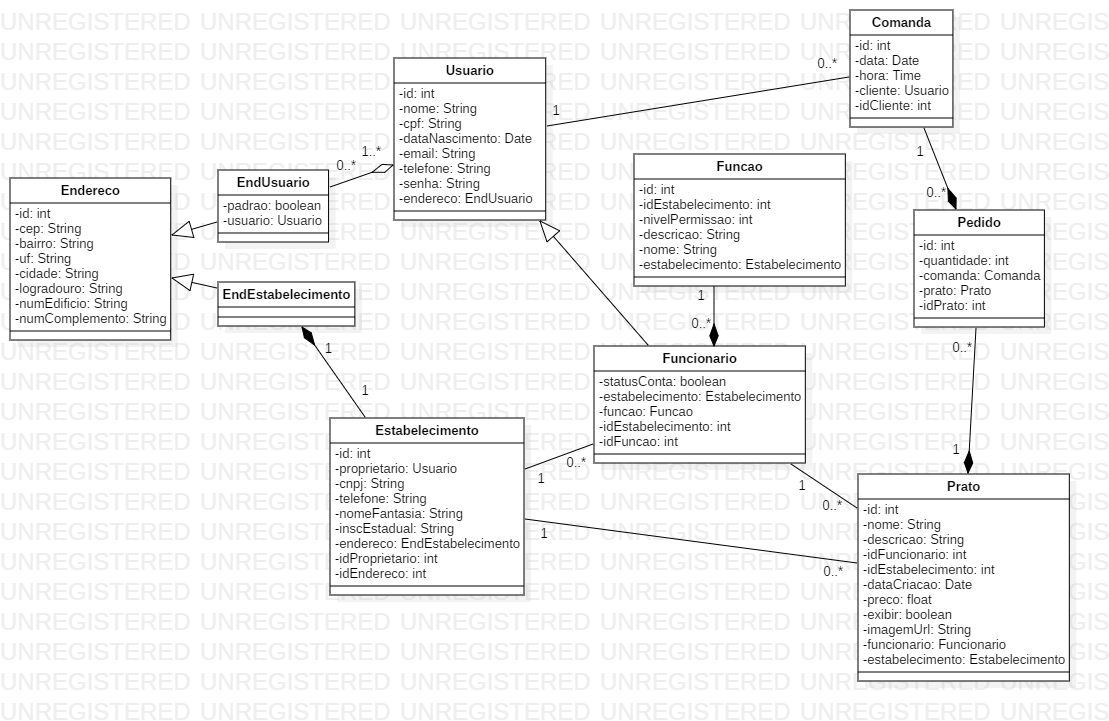 Comanda
-id: int
-data: Date
-hora: Time
-cliente: Usuario
-idCliente: int
0..*
1
Usuario
-id: int
-nome: String
-cpf: String
-dataNascimento: Date
-email: String
-telefone: String
-senha: String
-endereco: EndUsuario
1
1..*
0..*
EndUsuario
-padrao: boolean
-usuario: Usuario
Endereco
-id: int
-cep: String
-bairro: String
-uf: String
-cidade: String
-logradouro: String
-numEdificio: String
-numComplemento: String
EndEstabelecimento
1
1
Funcao
-id: int
-idEstabelecimento: int
-nivelPermissao: int
-descricao: String
-nome: String
-estabelecimento: Estabelecimento
1
0..*
0..*
Pedido
-id: int
-quantidade: int
-comanda: Comanda
-prato: Prato
-idPrato: int
0..*
1
Funcionario
-statusConta: boolean
-estabelecimento: Estabelecimento
-funcao: Funcao
-idEstabelecimento: int
-idFuncao: int
0..*
1
1
0..*
Estabelecimento
-id: int
-proprietario: Usuario
-cnpj: String
-telefone: String
-nomeFantasia: String
-inscEstadual: String
-endereco: EndEstabelecimento
-idProprietario: int
-idEndereco: int
1
0..*
Prato
-id: int
-nome: String
-descricao: String
-idFuncionario: int
-idEstabelecimento: int
-dataCriacao: Date
-preco: float
-exibir: boolean
-imagemUrl: String
-funcionario: Funcionario
-estabelecimento: Estabelecimento
UNREGISTERED